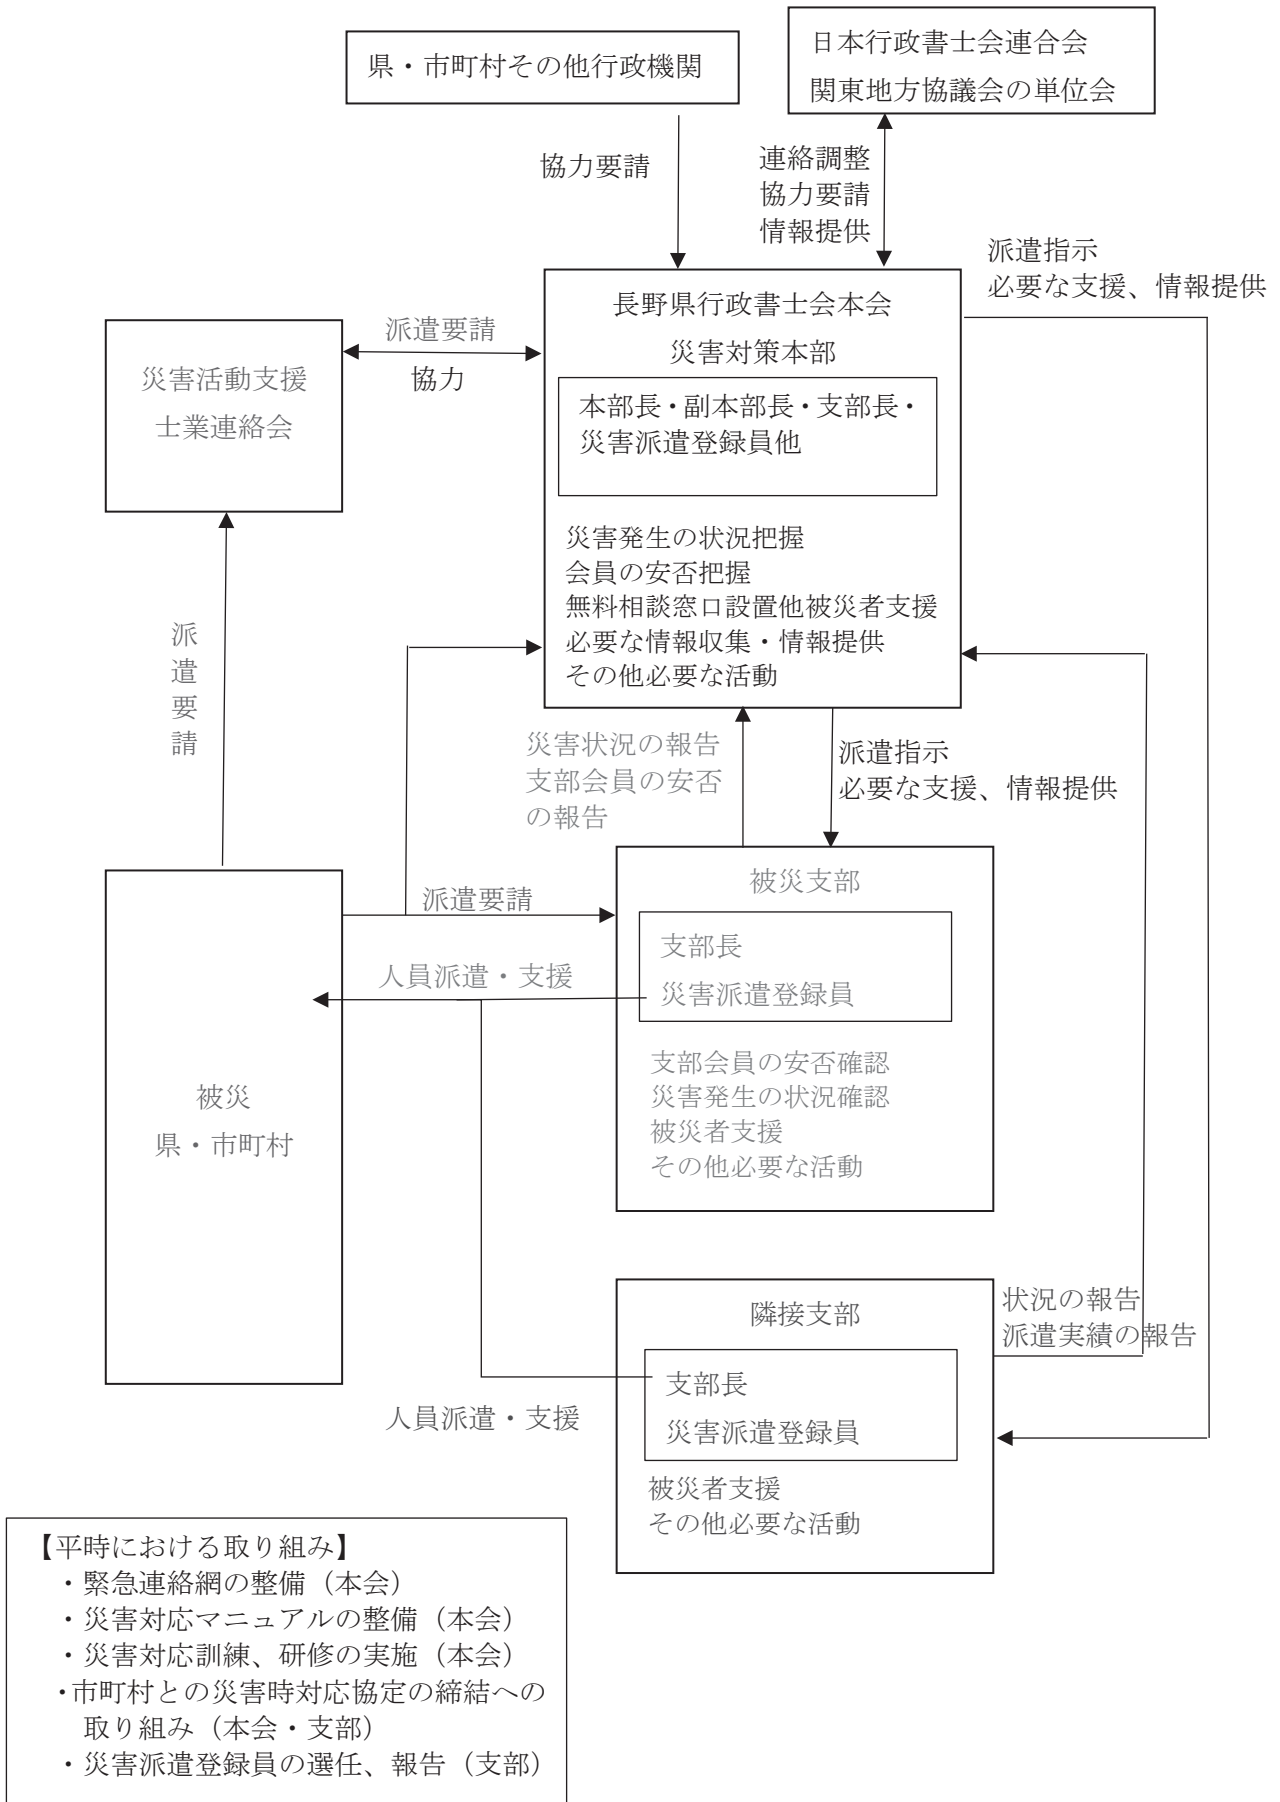 県・市町村その他行政機関
日本行政書士会連合会
関東地方協議会の単位会
協力要請
連絡調整
協力要請
情報提供
派遣指示
必要な支援、情報提供
長野県行政書士会本会
災害対策本部
本部長・副本部長・支部長・
災害派遣登録員他
災害発生の状況把握
会員の安否把握
無料相談窓口設置他被災者支援
必要な情報収集・情報提供
その他必要な活動
派遣要請
協力
災害活動支援
士業連絡会
派
遣
要
請
災害状況の報告
支部会員の安否
の報告
派遣指示
必要な支援、情報提供
派遣要請
人員派遣・支援
被災
県・市町村
被災支部
支部長
災害派遣登録員
支部会員の安否確認
災害発生の状況確認
被災者支援
その他必要な活動
隣接支部
支部長
災害派遣登録員
被災者支援
その他必要な活動
状況の報告
派遣実績の報告
人員派遣・支援
【平時における取り組み】
・緊急連絡網の整備（本会）
・災害対応マニュアルの整備（本会）
・災害対応訓練、研修の実施（本会）
・市町村との災害時対応協定の締結への
取り組み（本会・支部）
・災害派遣登録員の選任、報告（支部）